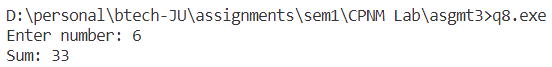 D:\personal\btech-JU\assignments\sem1\CPNM Lab\asgmt3>q8.exe
Enter number: 6
Sum: 33